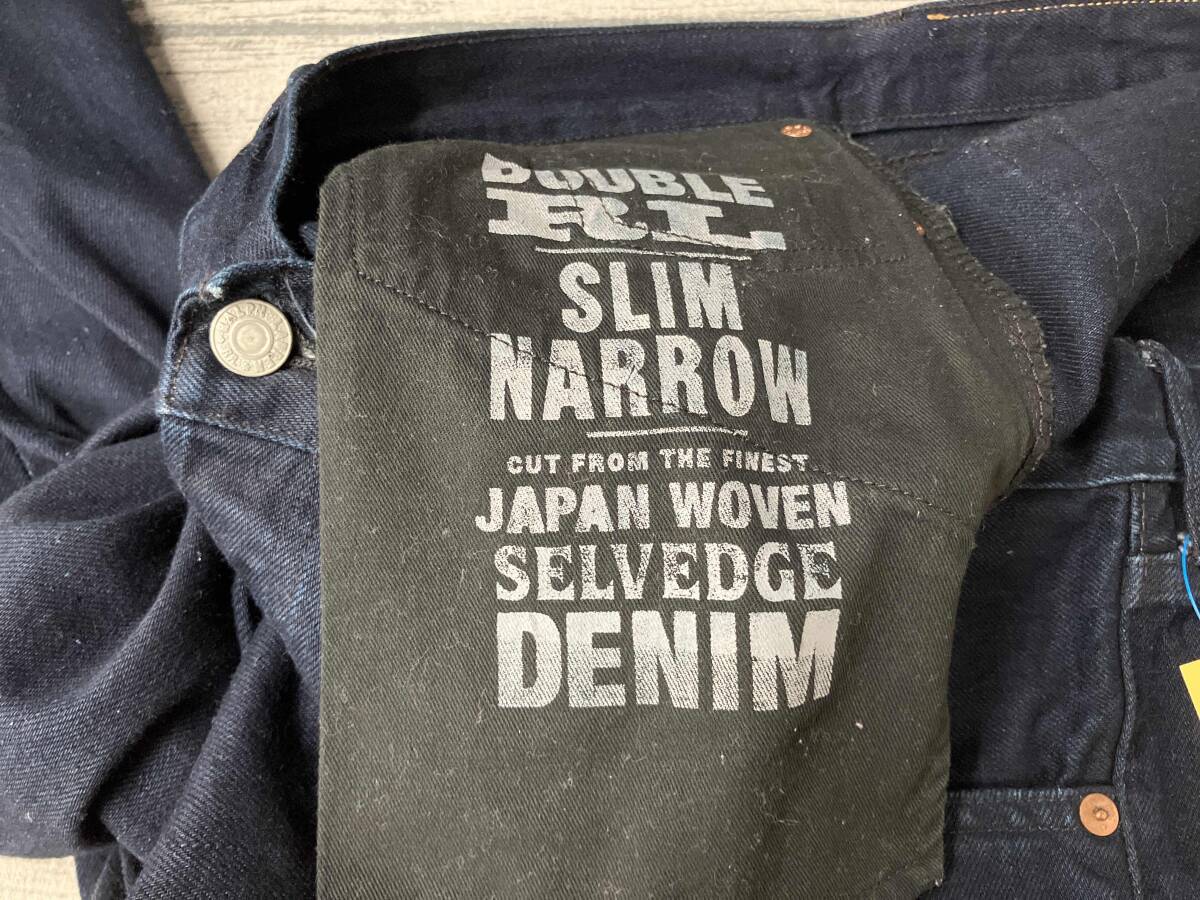 DOUBLE
RL
SLIM
NARROW
CUT FROM THE FINEST
JAPAN WOVEN
SELVEDGE
DENIM